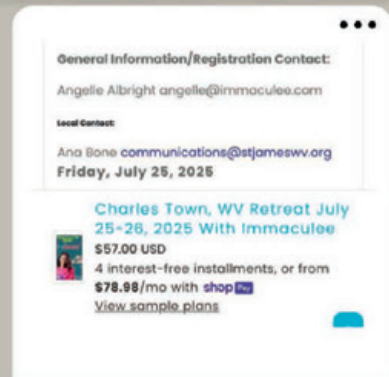 General Information/Registration Contact:
Angelle Albright angelle@immaculee.com
Local Contact:
Ana Bone communications@stjameswv.org
Friday, July 25, 2025
Charles Town, WV Retreat July
25-26, 2025 With Immaculee
$57.00 USD
4 interest-free installments, or from
$78.98/mo with shop Pay
View sample plans